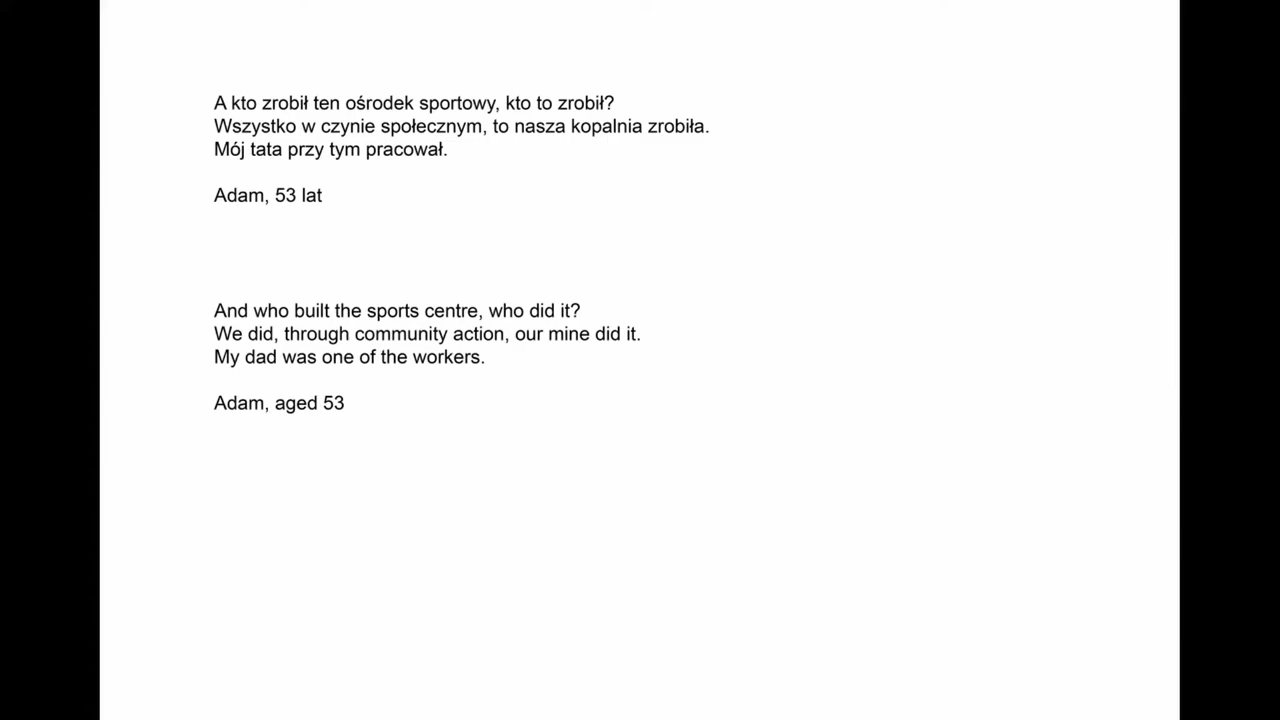 A kto zrobił ten ośrodek sportowy, kto to zrobił?
Wszystko w czynie społecznym, to nasza kopalnia zrobiła.
Mój tata przy tym pracował.
Adam, 53 lat
And who built the sports centre, who did it?
We did, through community action, our mine did it.
My dad was one of the workers.
Adam, aged 53